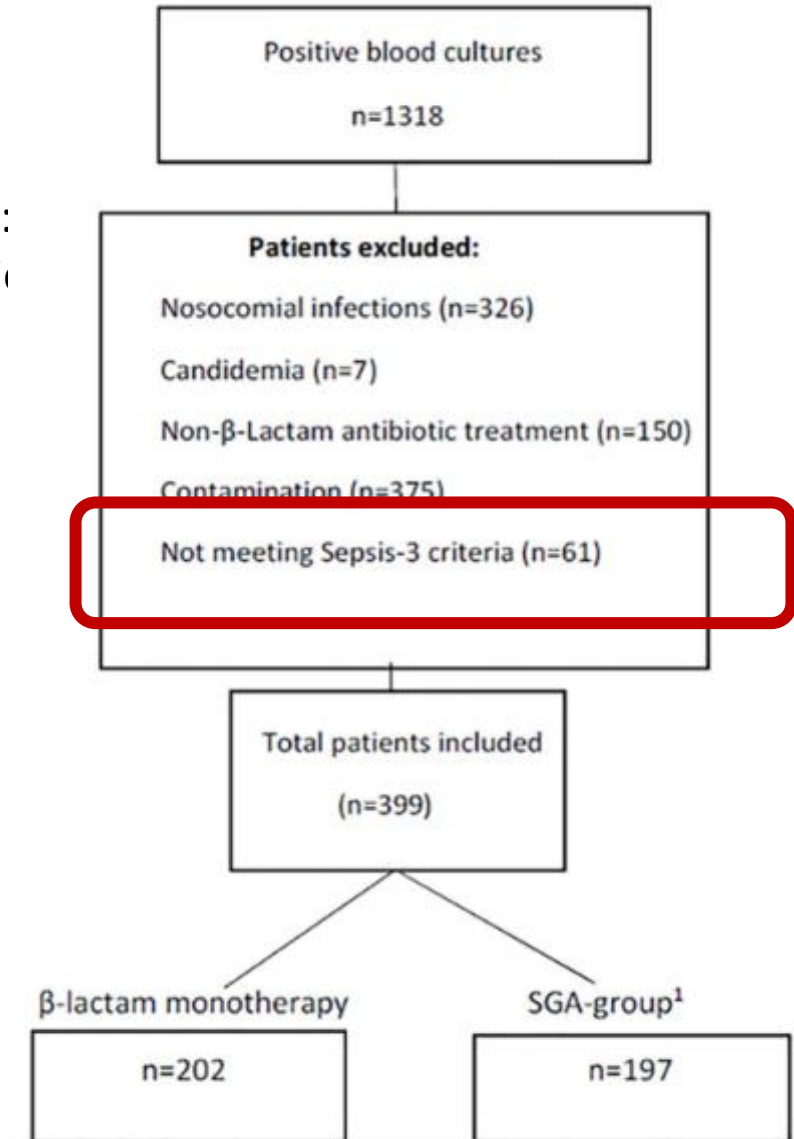 Positive blood cultures
n=1318
:
Patients excluded:
Nosocomial infections (n=326)
Candidemia (n=7)
Non-β-Lactam antibiotic treatment (n=150)
Contamination (n=375)
Not meeting Sepsis-3 criteria (n=61)
Total patients included
(n=399)
β-lactam monotherapy SGA-group¹
n=202 n=197